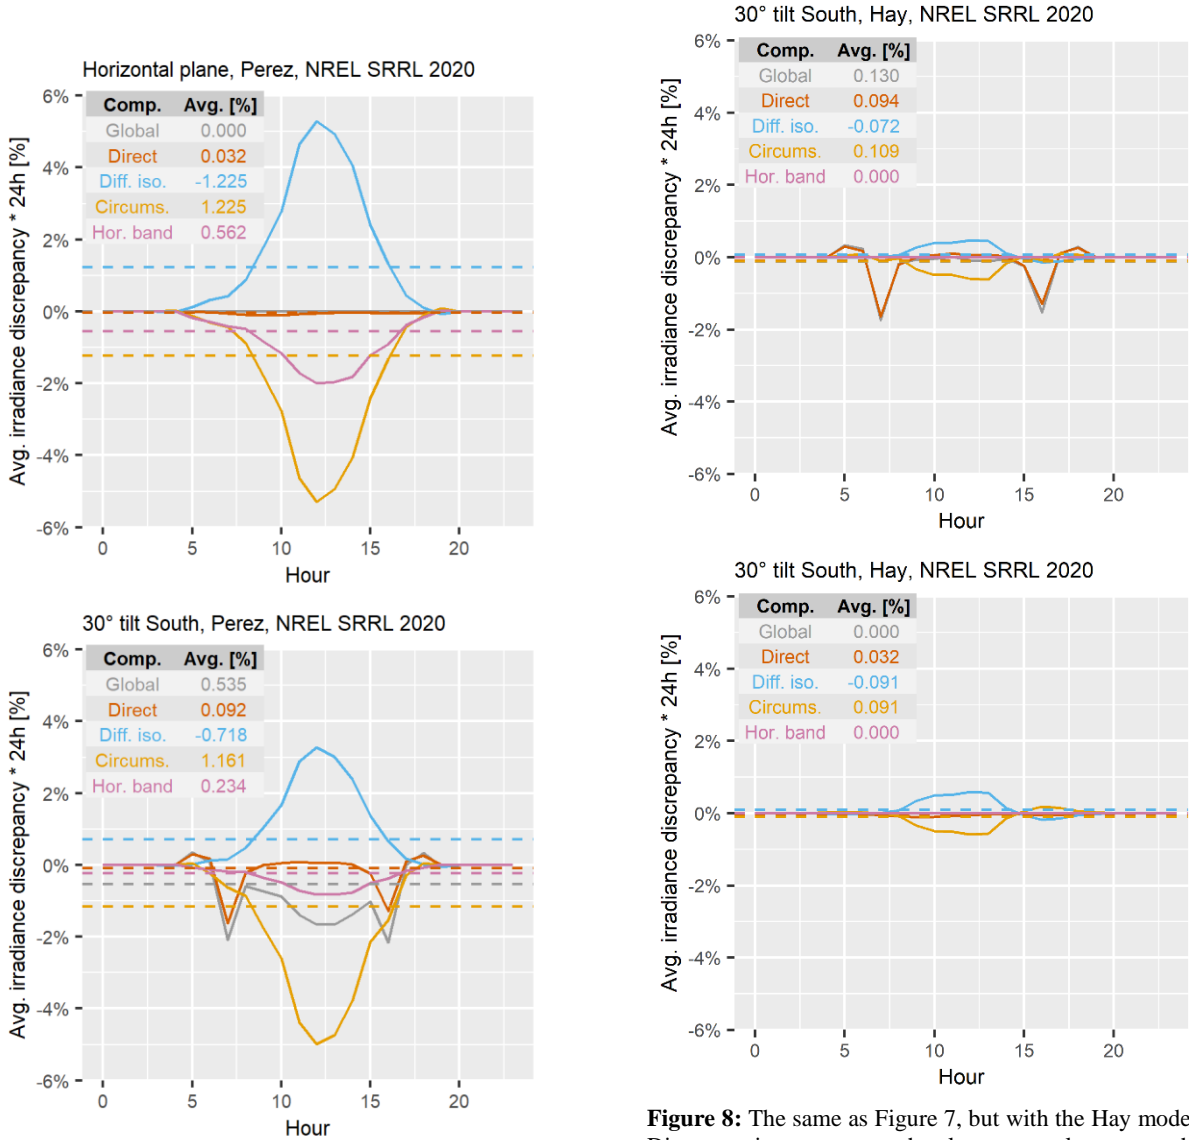 Horizontal plane, Perez, NREL SRRL 2020
Avg. irradiance discrepancy * 24h [%]
6%
4%
2%
0%
-2%
-4%
-6%
Comp. Avg. [%]
Global 0.000
Direct 0.032
Diff. iso. -1.225
Circums. 1.225
Hor. band 0.562
0 5 10 15 20
Hour
30° tilt South, Perez, NREL SRRL 2020
Avg. irradiance discrepancy * 24h [%]
6%
4%
2%
0%
-2%
-4%
-6%
Comp. Avg. [%]
Global 0.535
Direct 0.092
Diff. iso. -0.718
Circums. 1.161
Hor. band 0.234
0 5 10 15 20
Hour
30° tilt South, Hay, NREL SRRL 2020
Avg. irradiance discrepancy * 24h [%]
6%
4%
2%
0%
-2%
-4%
-6%
Comp. Avg. [%]
Global 0.130
Direct 0.094
Diff. iso. -0.072
Circums. 0.109
Hor. band 0.000
0 5 10 15 20
Hour
30° tilt South, Hay, NREL SRRL 2020
Avg. irradiance discrepancy * 24h [%]
6%
4%
2%
0%
-2%
-4%
-6%
Comp. Avg. [%]
Global 0.000
Direct 0.032
Diff. iso. -0.091
Circums. 0.091
Hor. band 0.000
0 5 10 15 20
Hour
Figure 8: The same as Figure 7, but with the Hay mode